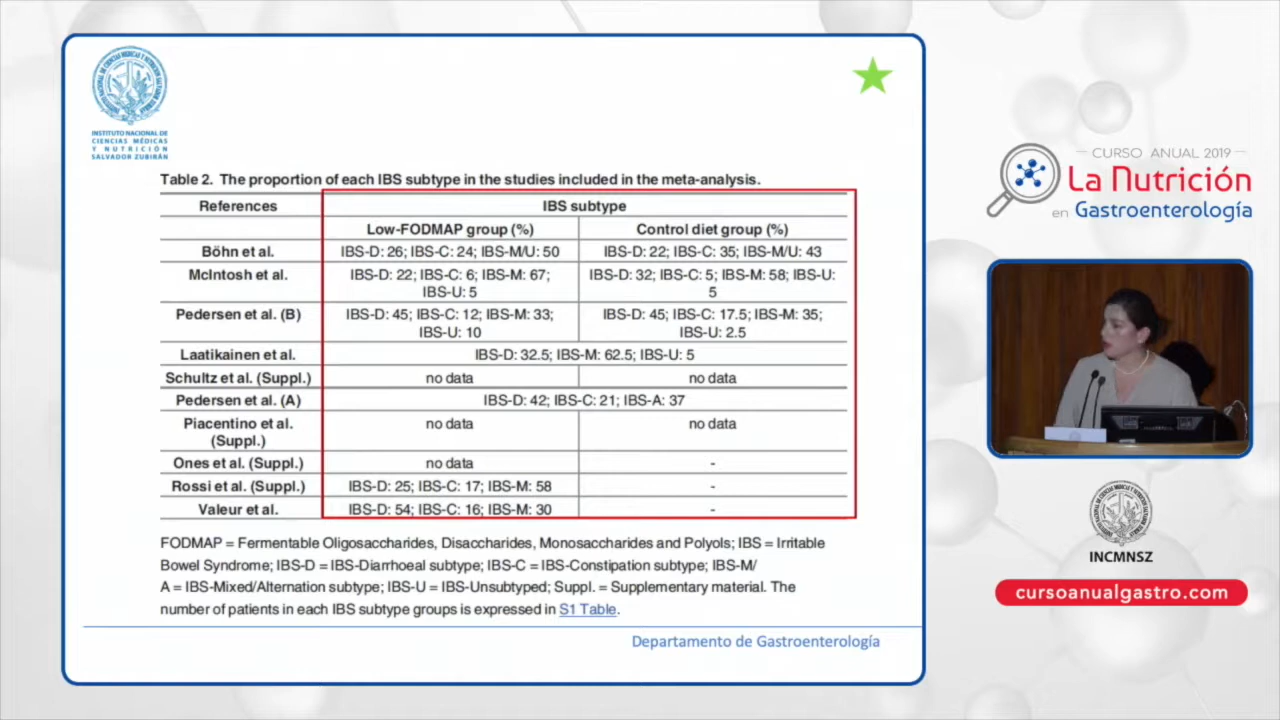 INSTITUTO NACIONAL DE
CIENCIAS MÉDICAS
Y NUTRICIÓN
SALVADOR ZUBIRÁN
Table 2. The proportion of each IBS subtype in the studies included in the meta-analysis.
References IBS subtype
Low-FODMAP group (%) Control diet group (%)
Böhn et al. IBS-D: 26; IBS-C: 24; IBS-M/U: 50 IBS-D: 22; IBS-C: 35; IBS-M/U: 43
McIntosh et al. IBS-D: 22; IBS-C: 6; IBS-M: 67; IBS-D: 32; IBS-C: 5; IBS-M: 58; IBS-U:
IBS-U: 5 5
Pedersen et al. (B) IBS-D: 45; IBS-C: 12; IBS-M: 33; IBS-D: 45; IBS-C: 17.5; IBS-M: 35;
IBS-U: 10 IBS-U: 2.5
Laatikainen et al. IBS-D: 32.5; IBS-M: 62.5; IBS-U: 5
Schultz et al. (Suppl.) no data no data
Pedersen et al. (A) IBS-D: 42; IBS-C: 21; IBS-A: 37
Piacentino et al. no data no data
(Suppl.)
Ones et al. (Suppl.) no data -
Rossi et al. (Suppl.) IBS-D: 25; IBS-C: 17; IBS-M: 58 -
Valeur et al. IBS-D: 54; IBS-C: 16; IBS-M: 30 -
FODMAP = Fermentable Oligosaccharides, Disaccharides, Monosaccharides and Polyols; IBS = Irritable
Bowel Syndrome; IBS-D = IBS-Diarrhoeal subtype; IBS-C = IBS-Constipation subtype; IBS-M/
A = IBS-Mixed/Alternation subtype; IBS-U = IBS-Unsubtyped; Suppl. = Supplementary material. The
number of patients in each IBS subtype groups is expressed in S1 Table.
Departamento de Gastroenterología
CURSO ANUAL 2019
La Nutrición
en Gastroenterología
INCMNSZ
cursoanualgastro.com